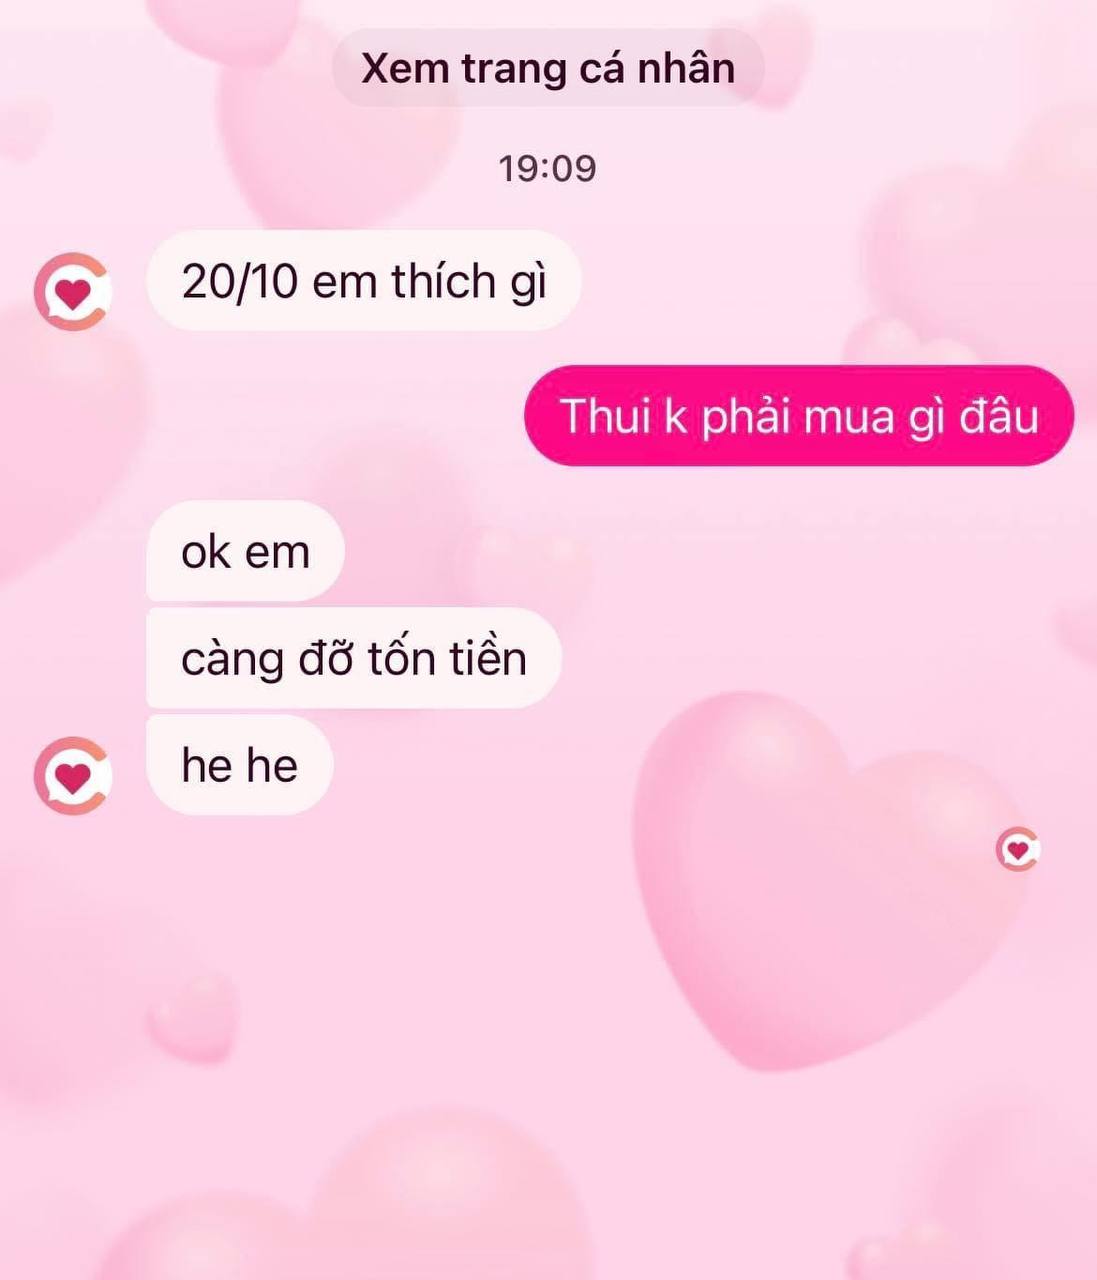 Xem trang cá nhân
19:09
20/10 em thích gì
Thui k phải mua gì đâu
ok em
càng đỡ tốn tiền
he he